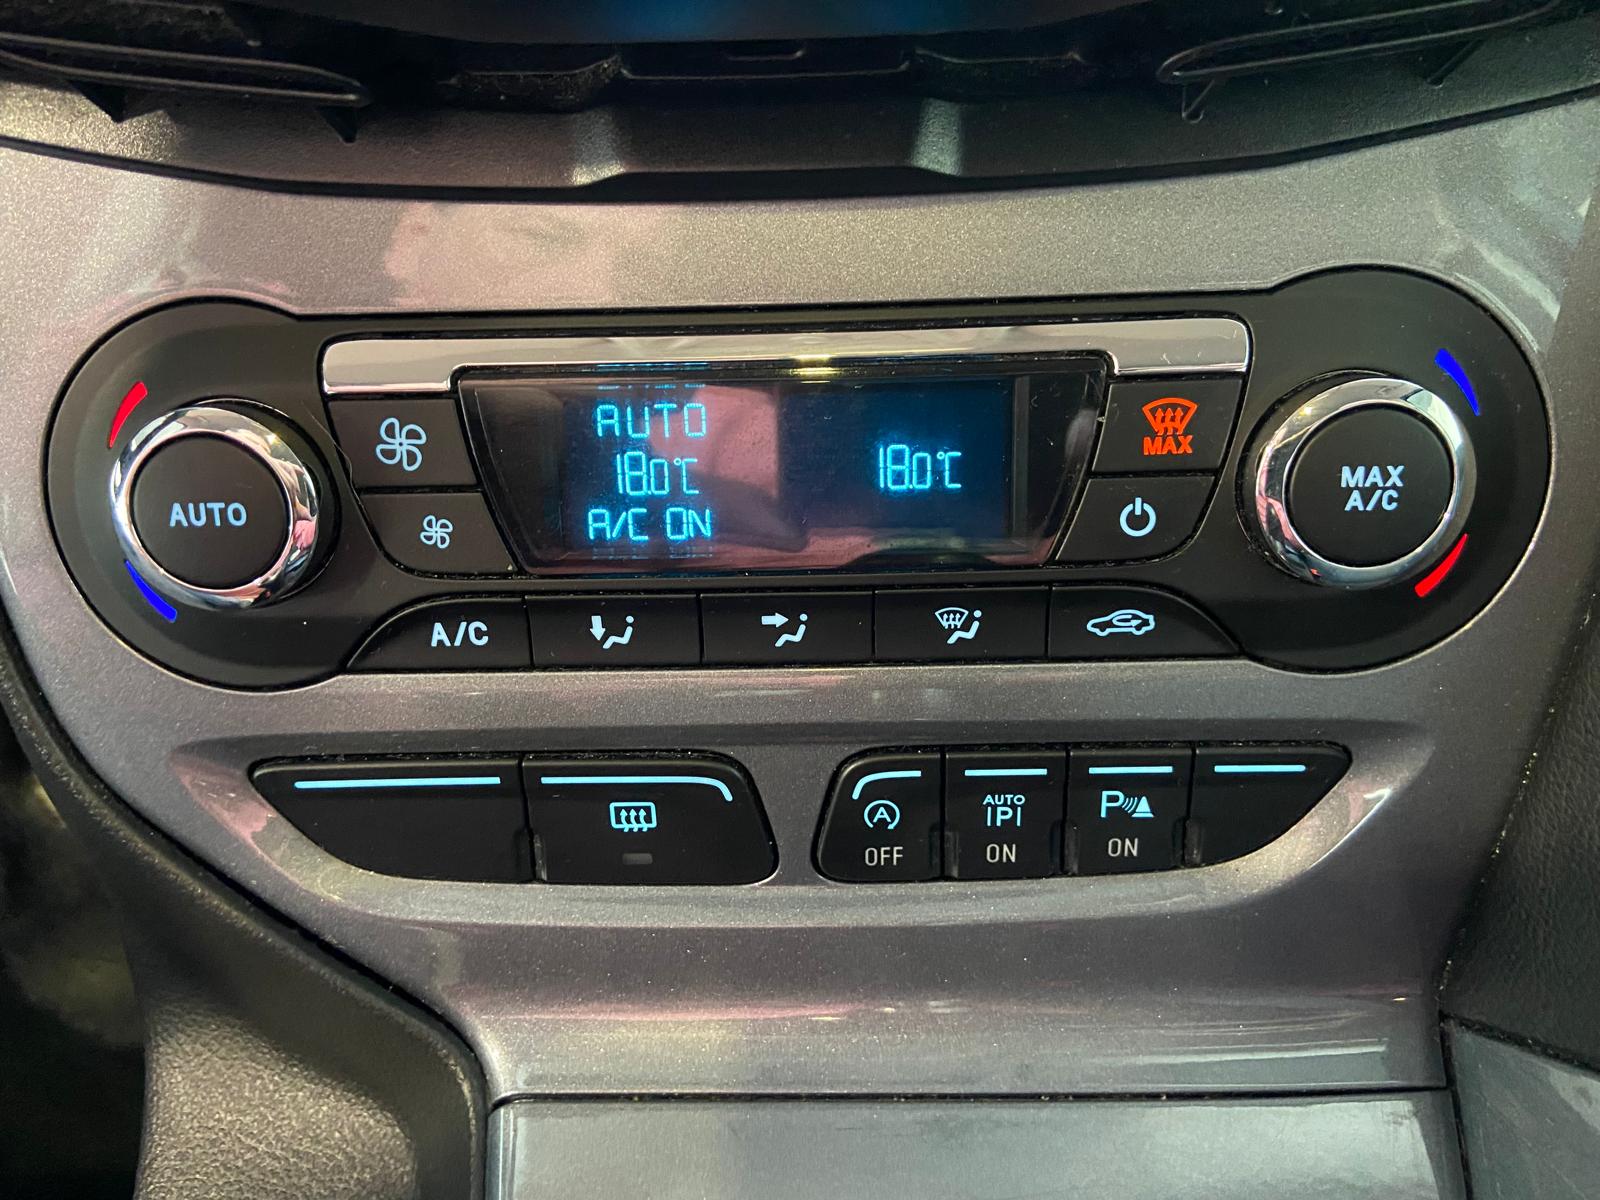 AUTO
18.0°C
A/C ON
18.0°C
MAX
AUTO
MAX
A/C
A/C
A
OFF
AUTO
P
ON
P
ON